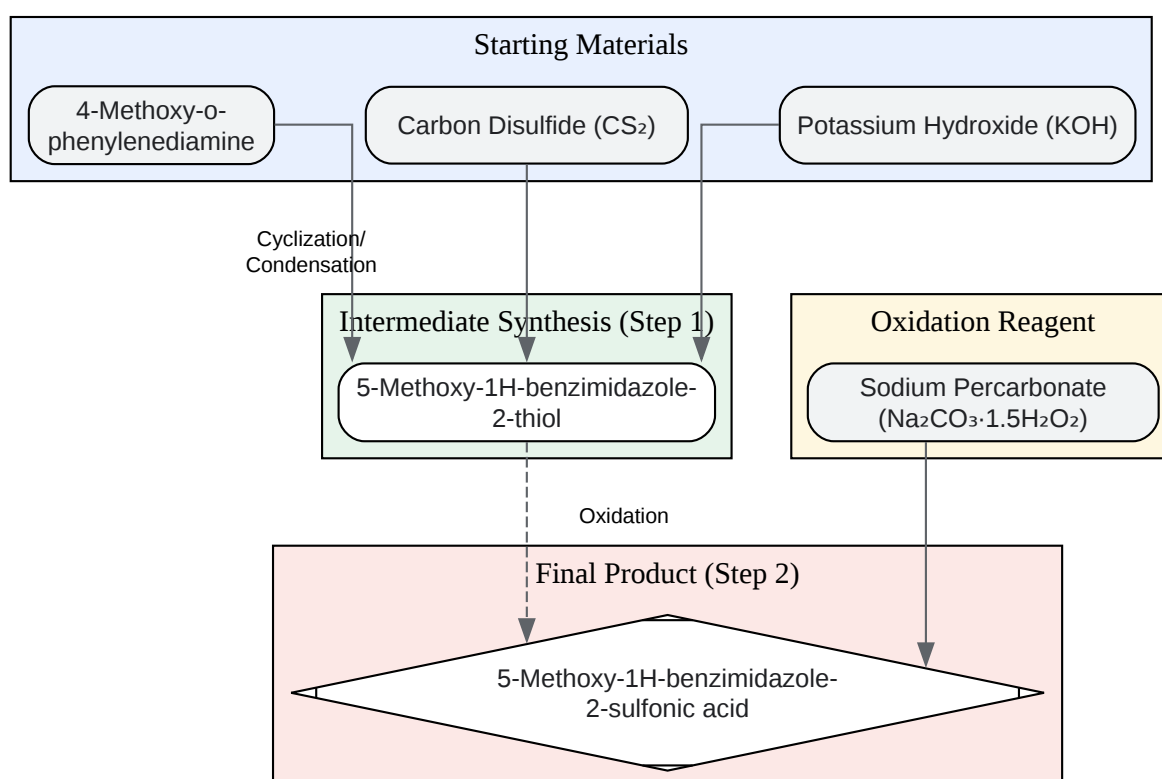 Starting Materials
4-Methoxy-o-
phenylenediamine
Carbon Disulfide (CS₂)
Potassium Hydroxide (KOH)
Cyclization/
Condensation
Intermediate Synthesis (Step 1)
5-Methoxy-1H-benzimidazole-
2-thiol
Oxidation Reagent
Sodium Percarbonate
(Na₂CO₃·1.5H₂O₂)
Oxidation
Final Product (Step 2)
5-Methoxy-1H-benzimidazole-
2-sulfonic acid